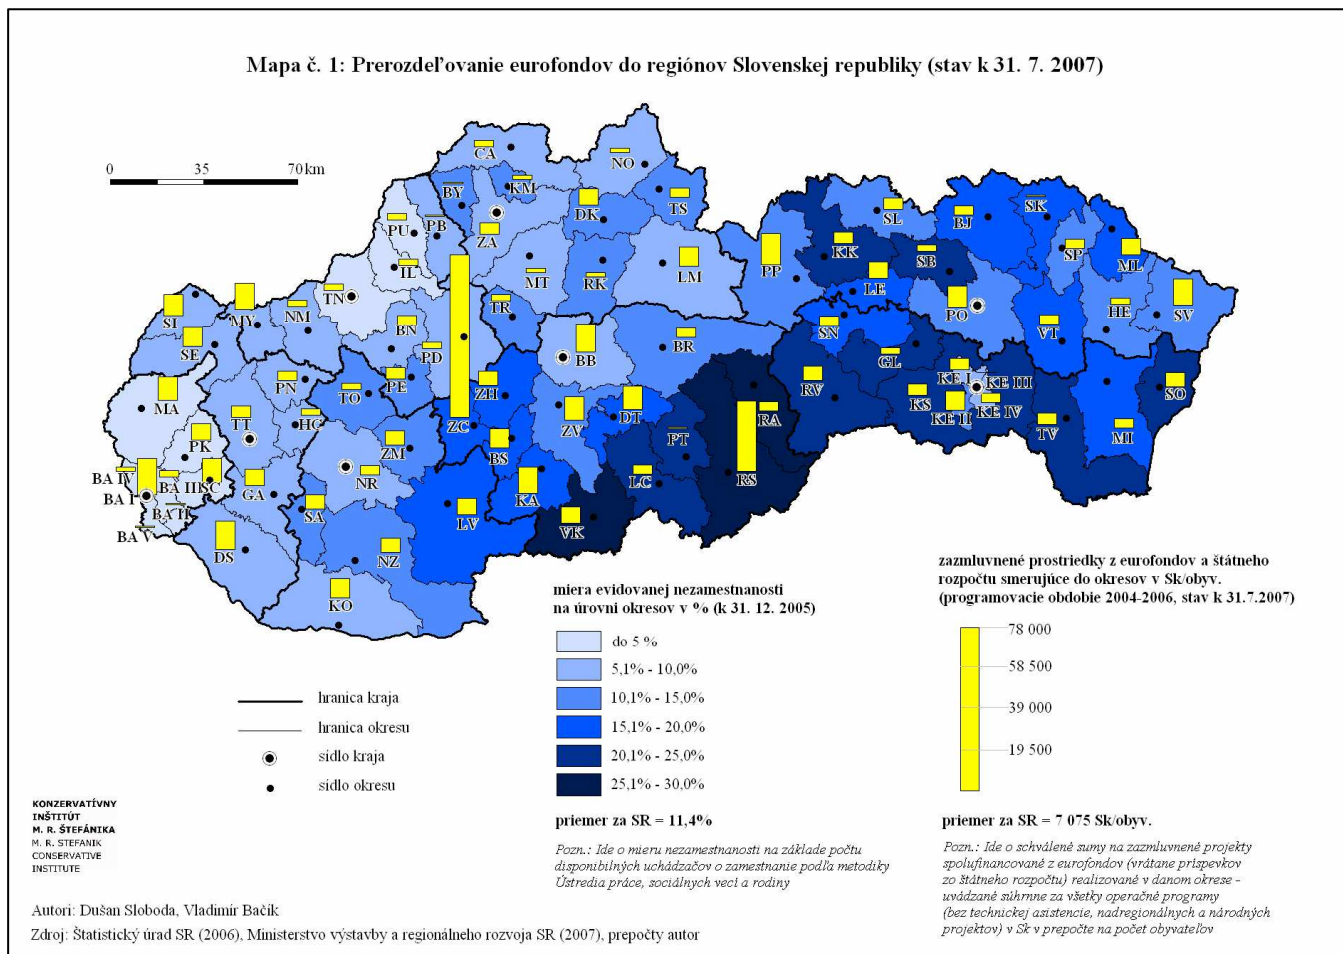 Mapa č. 1: Prerozdeľovanie eurofondov do regiónov Slovenskej republiky (stav k 31. 7. 2007)
0 35 70 km
CA
NO
BY
KM
DK
TS
PU
PB
ZA
IL
MT
RK
LM
PP
KK
SL
BJ
SK
SP
ML
SB
LE
PO
HE
SV
TN
SI
MY
NM
SE
BN
PD
TR
BB
BR
SN
GL
VT
MA
PN
TO
PE
ZH
ZC
ZV
DT
RA
RS
RV
KS
KE I
KE III
KE II
KE IV
TV
MI
SO
TT
HC
PK
ZM
BS
PT
LC
BA IV
BA I
BA III
SC
BA II
BA V
GA
NR
SA
LV
KA
VK
DS
NZ
KO
hranica kraja
hranica okresu
sídlo kraja
sídlo okresu
miera evidovanej nezamestnanosti
na úrovni okresov v % (k 31. 12. 2005)
do 5 %
5,1% - 10,0%
10,1% - 15,0%
15,1% - 20,0%
20,1% - 25,0%
25,1% - 30,0%
priemer za SR = 11,4%
Pozn.: Ide o mieru nezamestnanosti na základe počtu
disponibilných uchádzačov o zamestnanie podľa metodiky
Ústredia práce, sociálnych vecí a rodiny
zazmluvnené prostriedky z eurofondov a štátneho
rozpočtu smerujúce do okresov v Sk/obyv.
(programovacie obdobie 2004-2006, stav k 31.7.2007)
78 000
58 500
39 000
19 500
priemer za SR = 7 075 Sk/obyv.
Pozn.: Ide o schválené sumy na zazmluvnené projekty
spolufinancované z eurofondov (vrátane príspevkov
zo štátneho rozpočtu) realizované v danom okrese -
uvádzané súhrnne za všetky operačné programy
(bez technickej asistencie, nadregionálnych a národných
projektov) v Sk v prepočte na počet obyvateľov
KONZERVATÍVNY
INŠTITÚT
M. R. ŠTEFÁNIKA
M. R. STEFANIK
CONSERVATIVE
INSTITUTE
Autori: Dušan Sloboda, Vladimír Bačík
Zdroj: Štatistický úrad SR (2006), Ministerstvo výstavby a regionálneho rozvoja SR (2007), prepočty autor